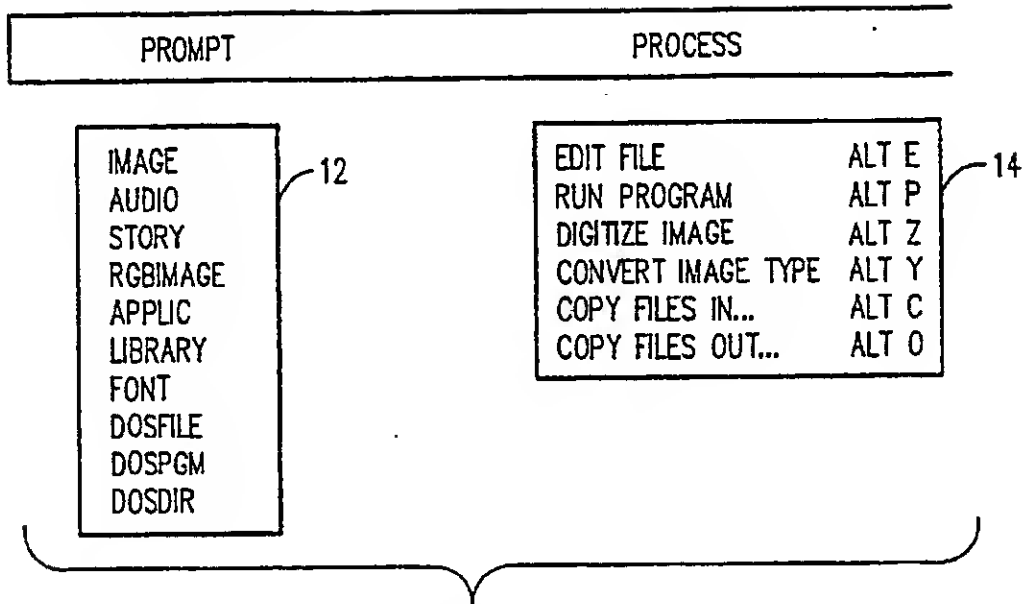 PROMPT PROCESS
IMAGE
AUDIO
STORY
RGBIMAGE
APPLIC
LIBRARY
FONT
DOSFILE
DOSPGM
DOSDIR
12
EDIT FILE ALT E
RUN PROGRAM ALT P
DIGITIZE IMAGE ALT Z
CONVERT IMAGE TYPE ALT Y
COPY FILES IN... ALT C
COPY FILES OUT... ALT O
14